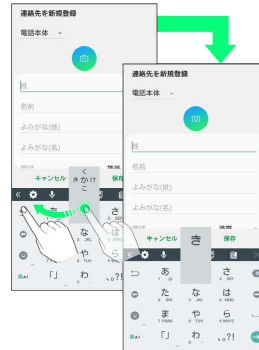 連絡先を新規登録
電話本体
姓
名前
よみがな(姓)
よみがな(名)
キャンセル
保存
く
きかけ
こ
さ
な
は
や
ら
「」
わ
、。?!
連絡先を新規登録
電話本体
姓
名前
よみがな(姓)
よみがな(名)
キャンセル
保存
き
あ
さ
た
な
は
ま
や
ら
「」
わ
、。?!